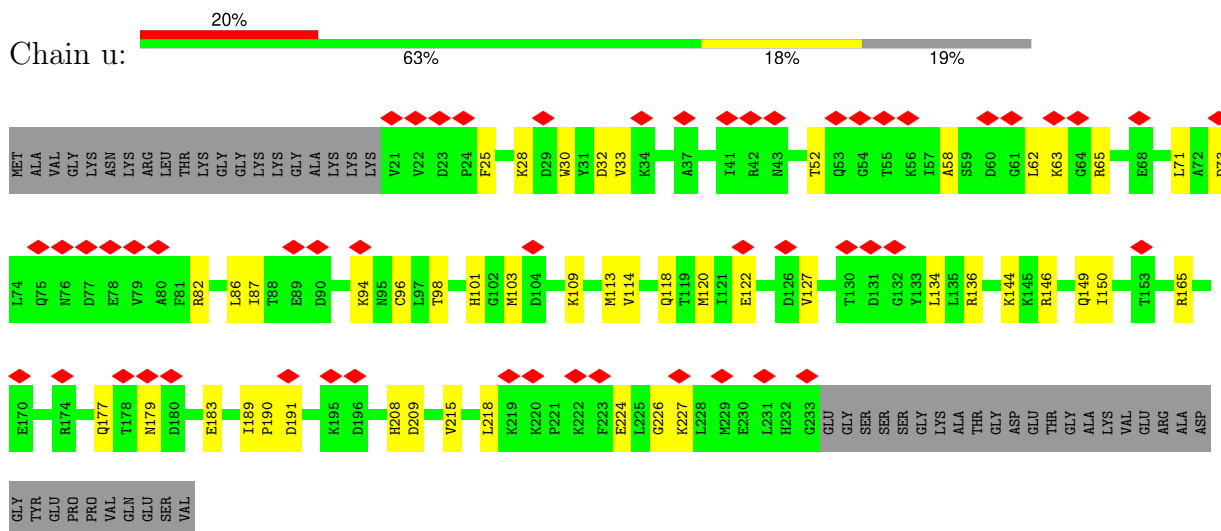 20%
Chain u:
63% 18% 19%
MET ALA VAL GLY LYS ASN LYS ARG LEU THR LYS GLY GLY LYS LYS GLY ALA LYS LYS LYS V21 V22 D23 P24 F25 K28 D29 W30 Y31 D32 V33 K34 A37 I41 R42 N43 T52 Q53 G54 T55 K56 I57 A58 S59 D60 G61 L62 K63 G64 R65 E68 L71 A72 D73
L74 Q75 N76 D77 E78 V79 A80 F81 R82 L86 I87 T88 E89 D90 K94 N95 C96 L97 T98 H101 G102 M103 D104 K109 M113 V114 Q118 T119 M120 I121 E122 D126 V127 T130 D131 G132 Y133 L134 L135 R136 K144 K145 R146 Q149 I150 T153 R165
E170 R174 Q177 T178 N179 D180 E183 I189 P190 D191 K195 D196 H208 D209 V215 L218 K219 K220 P221 K222 F223 E224 L225 G226 K227 L228 M229 E230 L231 H232 G233 GLU GLY SER SER SER GLY LYS ALA THR GLY ASP GLU THR GLY ALA LYS VAL GLU ARG ALA ASP
GLY TYR GLU PRO PRO VAL GLN GLU SER VAL